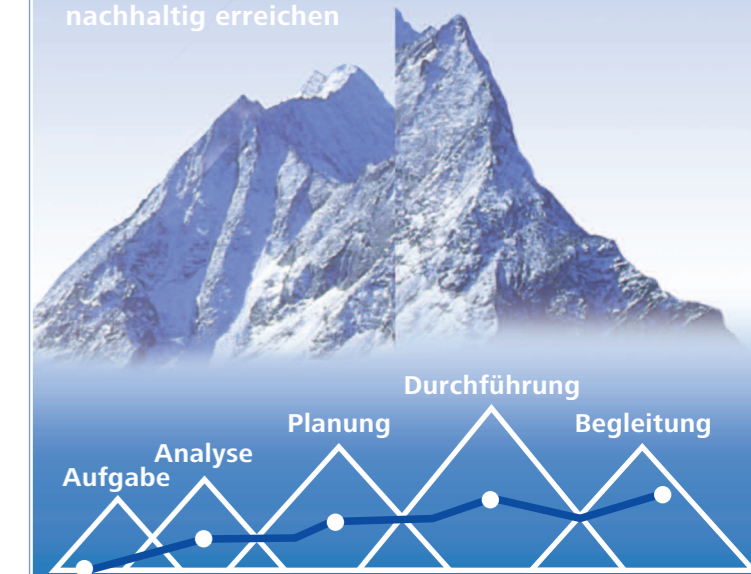 nachhaltig erreichen
Durchführung
Planung
Begleitung
Analyse
Aufgabe